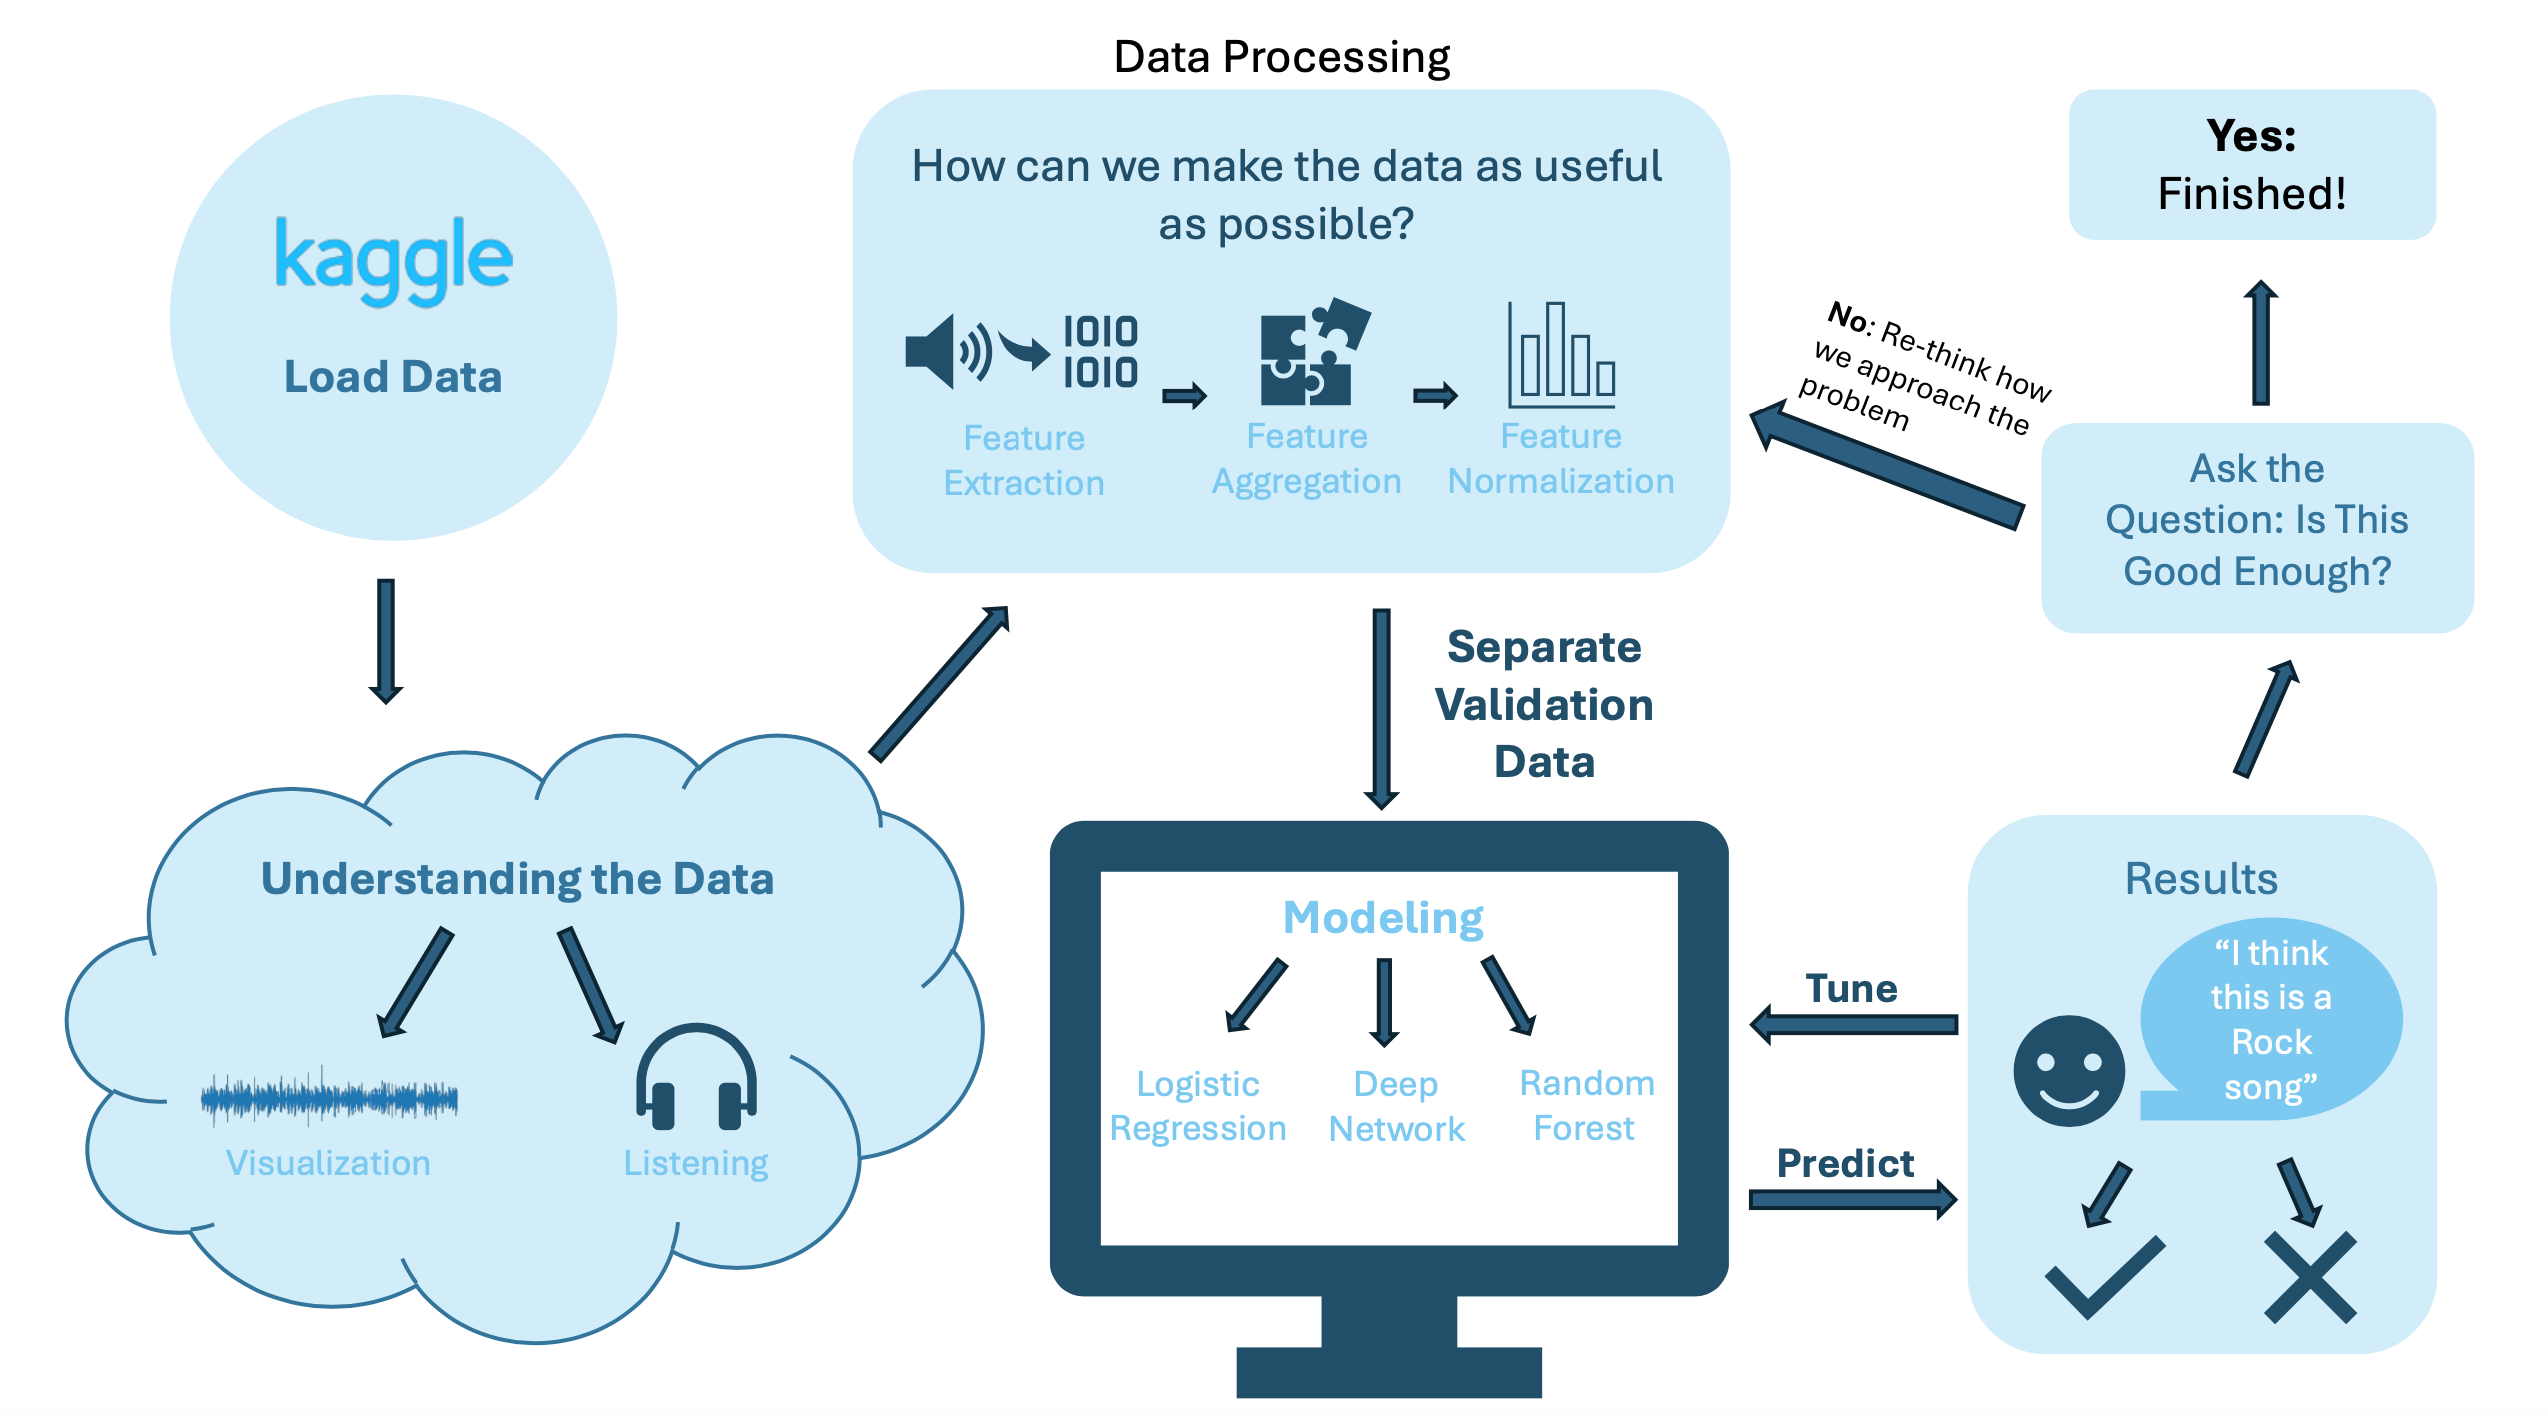 kaggle
Load Data
Understanding the Data
Visualization
Listening
Data Processing
How can we make the data as useful
as possible?
1010
1010
Feature
Extraction
Feature
Aggregation
Feature
Normalization
Separate
Validation
Data
Modeling
Logistic
Regression
Deep
Network
Random
Forest
Tune
Predict
Results
“I think
this is a
Rock
song”
Ask the
Question: Is This
Good Enough?
No: Re-think how
we approach the
problem
Yes:
Finished!